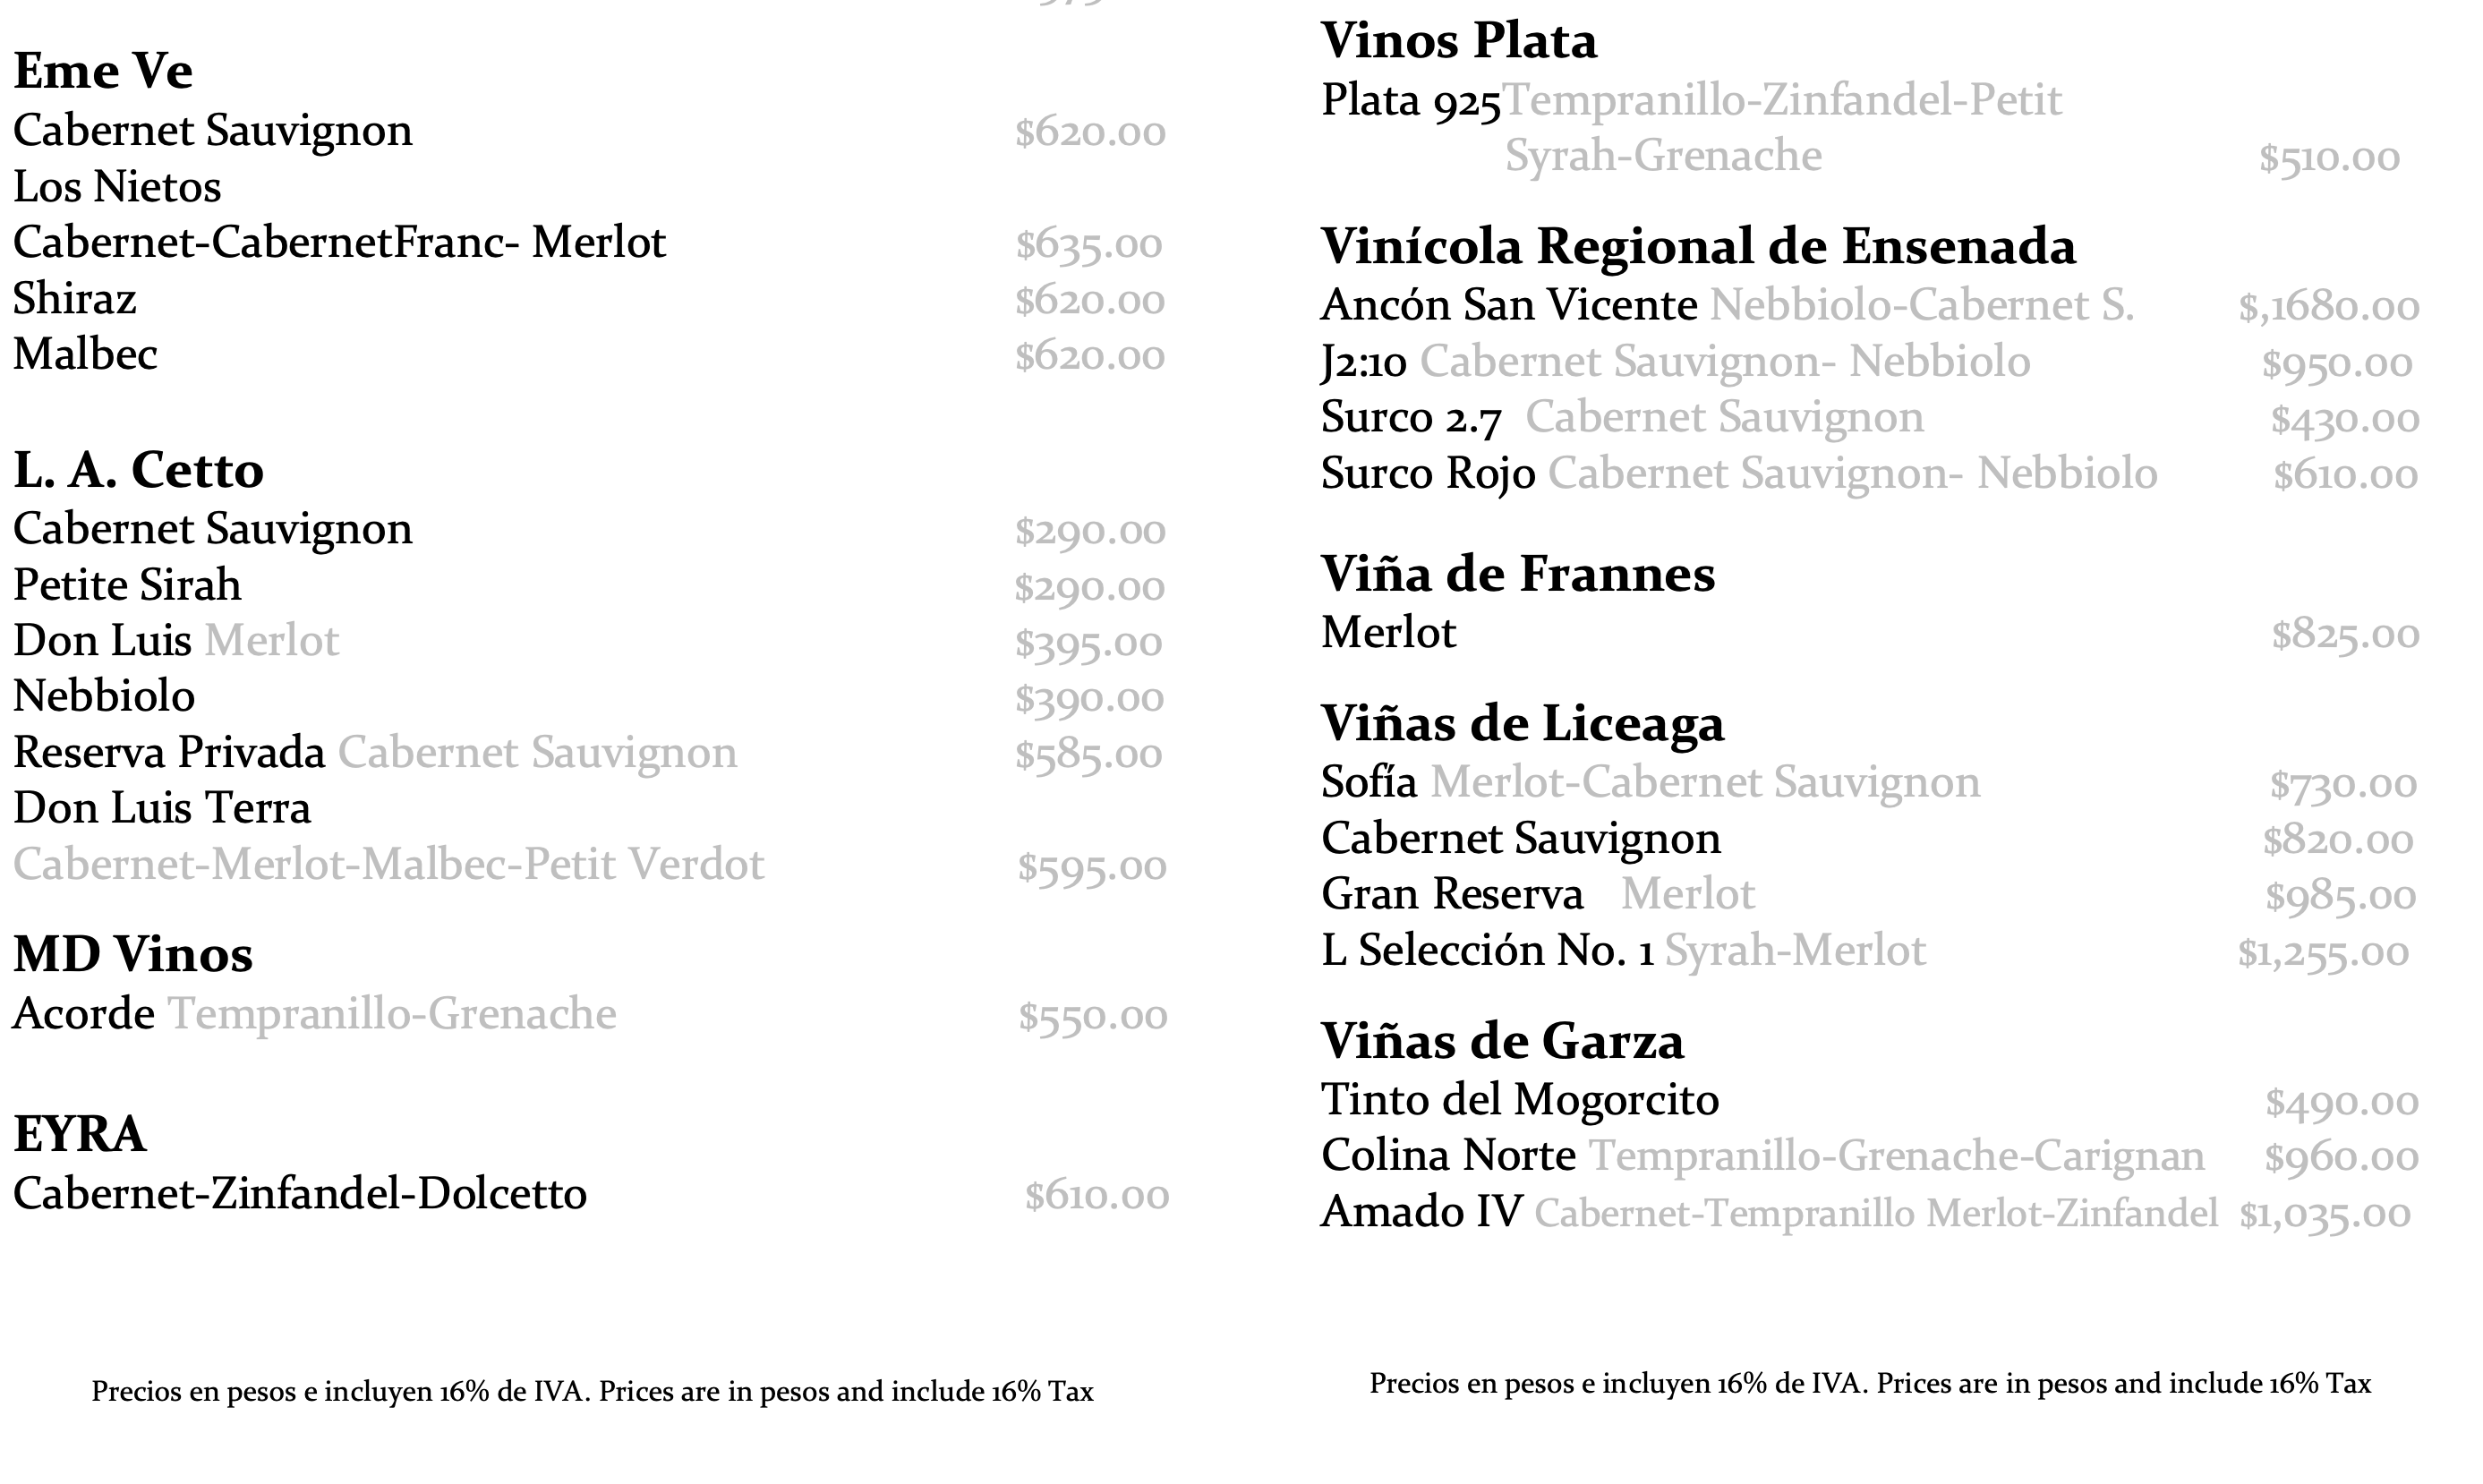 Eme Ve
Cabernet Sauvignon $620.00
Los Nietos
Cabernet-CabernetFranc- Merlot $635.00
Shiraz $620.00
Malbec $620.00
L. A. Cetto
Cabernet Sauvignon $290.00
Petite Sirah $290.00
Don Luis Merlot $395.00
Nebbiolo $390.00
Reserva Privada Cabernet Sauvignon $585.00
Don Luis Terra
Cabernet-Merlot-Malbec-Petit Verdot $595.00
MD Vinos
Acorde Tempranillo-Grenache $550.00
EYRA
Cabernet-Zinfandel-Dolcetto $610.00
Precios en pesos e incluyen 16% de IVA. Prices are in pesos and include 16% Tax
Vinos Plata
Plata 925Tempranillo-Zinfandel-Petit
Syrah-Grenache $510.00
Vinícola Regional de Ensenada
Ancón San Vicente Nebbiolo-Cabernet S. $,1680.00
J2:10 Cabernet Sauvignon- Nebbiolo $950.00
Surco 2.7 Cabernet Sauvignon $430.00
Surco Rojo Cabernet Sauvignon- Nebbiolo $610.00
Viña de Frannes
Merlot $825.00
Viñas de Liceaga
Sofía Merlot-Cabernet Sauvignon $730.00
Cabernet Sauvignon $820.00
Gran Reserva Merlot $985.00
L Selección No. 1 Syrah-Merlot $1,255.00
Viñas de Garza
Tinto del Mogorcito $490.00
Colina Norte Tempranillo-Grenache-Carignan $960.00
Amado IV Cabernet-Tempranillo Merlot-Zinfandel $1,035.00
Precios en pesos e incluyen 16% de IVA. Prices are in pesos and include 16% Tax